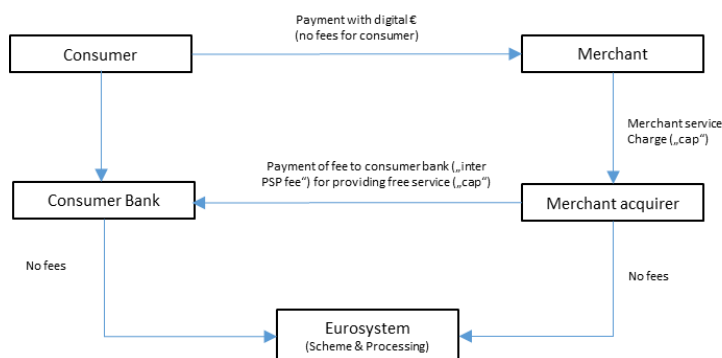 Payment with digital €
(no fees for consumer)
Consumer
Merchant
Merchant service
Charge („cap“)
Payment of fee to consumer bank („inter
PSP fee“) for providing free service („cap“)
Consumer Bank
Merchant acquirer
No fees
No fees
Eurosystem
(Scheme & Processing)